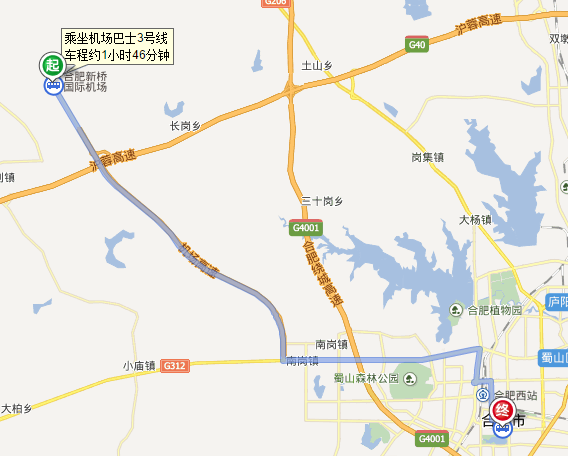 G206
沪蓉高速
双墩
乘坐机场巴士3号线
车程约1小时46分钟
G40
起
土山乡
合肥新桥
国际机场
长岗乡
沪蓉高速
岗集镇
镇
三十岗乡
大杨镇
G4001
机场高速
合肥绕城高速
庐阳
合肥植物园
南岗镇
蜀山
小庙镇
G312
南岗镇
蜀山森林公园
合肥西站
大柏乡
终
合
市
G4001